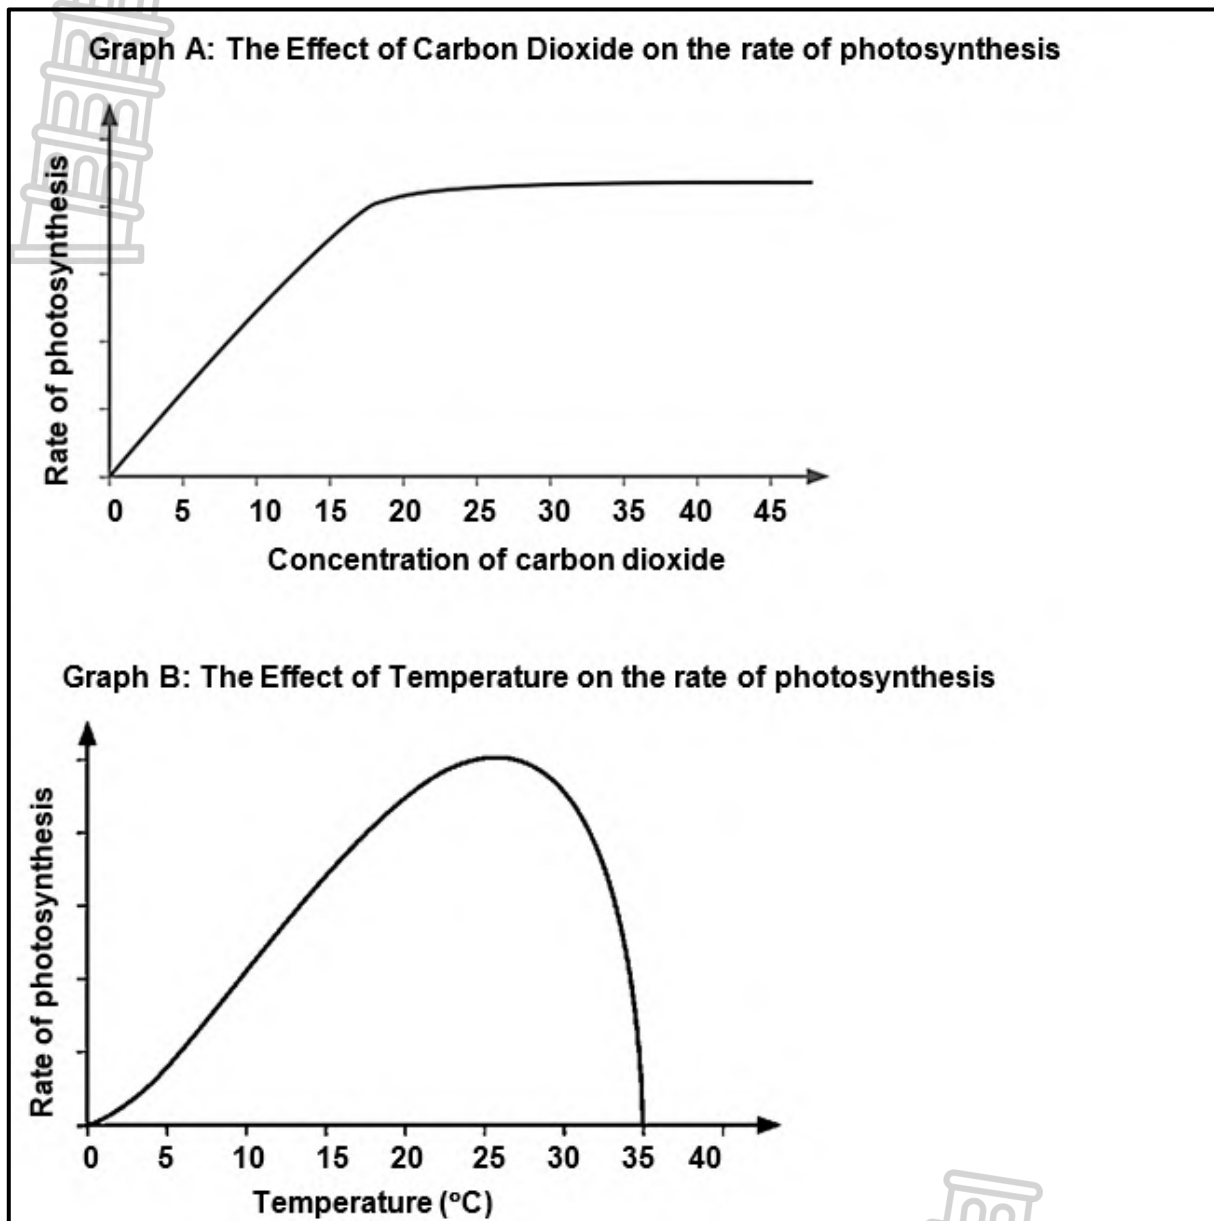 Graph A: The Effect of Carbon Dioxide on the rate of photosynthesis
Rate of photosynthesis
0 5 10 15 20 25 30 35 40 45
Concentration of carbon dioxide
Graph B: The Effect of Temperature on the rate of photosynthesis
Rate of photosynthesis
0 5 10 15 20 25 30 35 40
Temperature (°C)